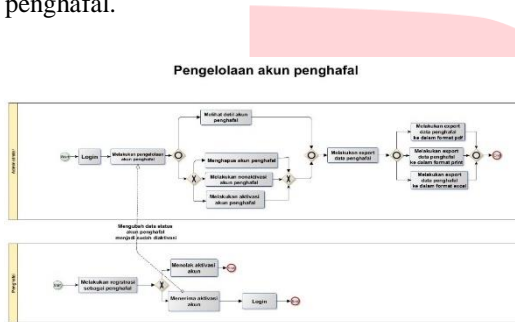 penghafal.
Pengelolaan akun penghafal
Melihat detil akun
penghafal
Login
Melakukan pengelolaan
akun penghafal
Menghapus akun penghafal
Melakukan nonaktivasi
akun penghafal
Melakukan aktivasi
akun penghafal
Melakukan export
data penghafal
Melakukan export
data penghafal
ke dalam format pdf
Melakukan export
data penghafal
ke dalam format print
Melakukan export
data penghafal
ke dalam format excel
Mengubah data status
akun penghafal
menjadi sudah diaktivasi
Melakukan registrasi
sebagai penghafal
Menolak aktivasi
akun
Menerima aktivasi
akun
Login